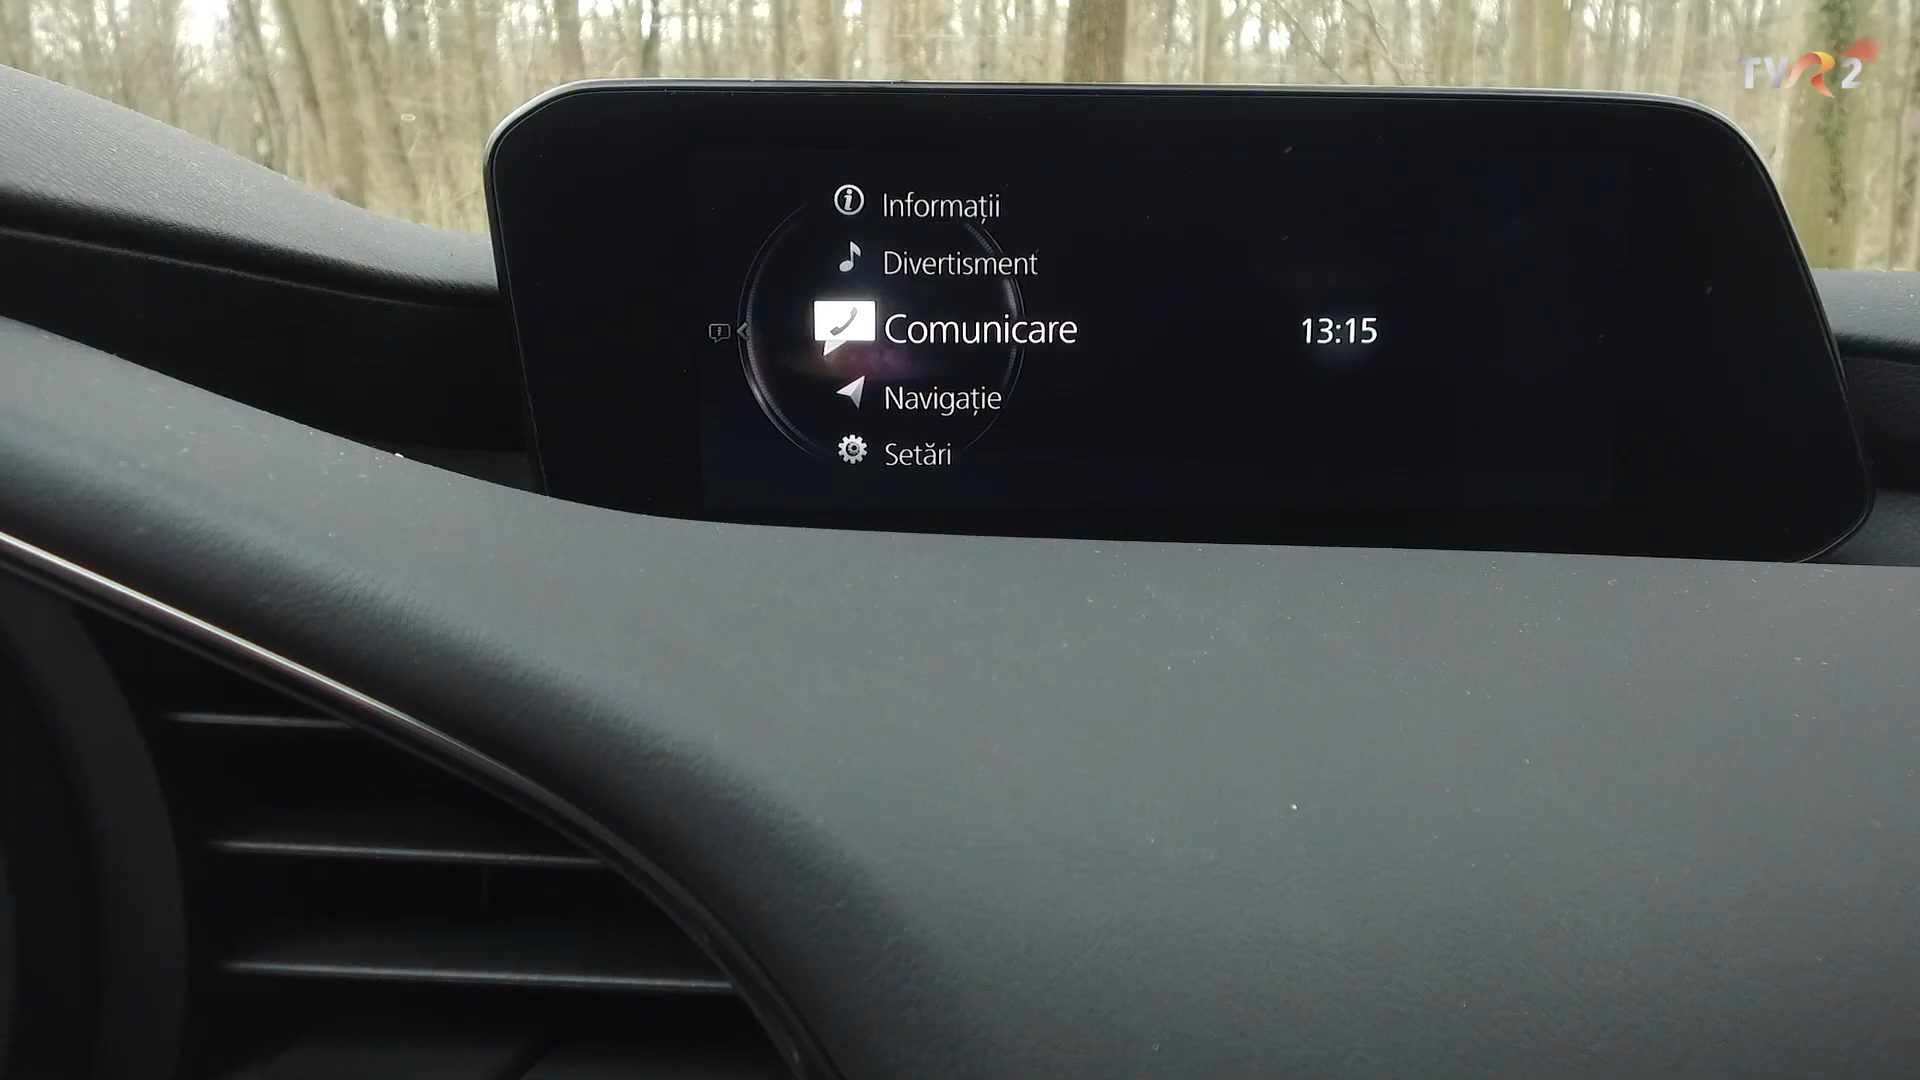 TVR2
Informații
Divertisment
Comunicare
13:15
Navigație
Setări